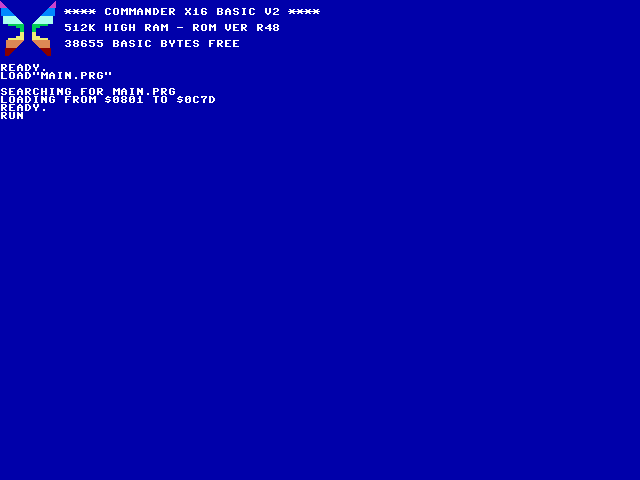 **** COMMANDER X16 BASIC V2 ****
512K HIGH RAM - ROM VER R48
38655 BASIC BYTES FREE
READY.
LOAD"MAIN.PRG"
SEARCHING FOR MAIN.PRG
LOADING FROM $0801 TO $0C7D
READY.
RUN